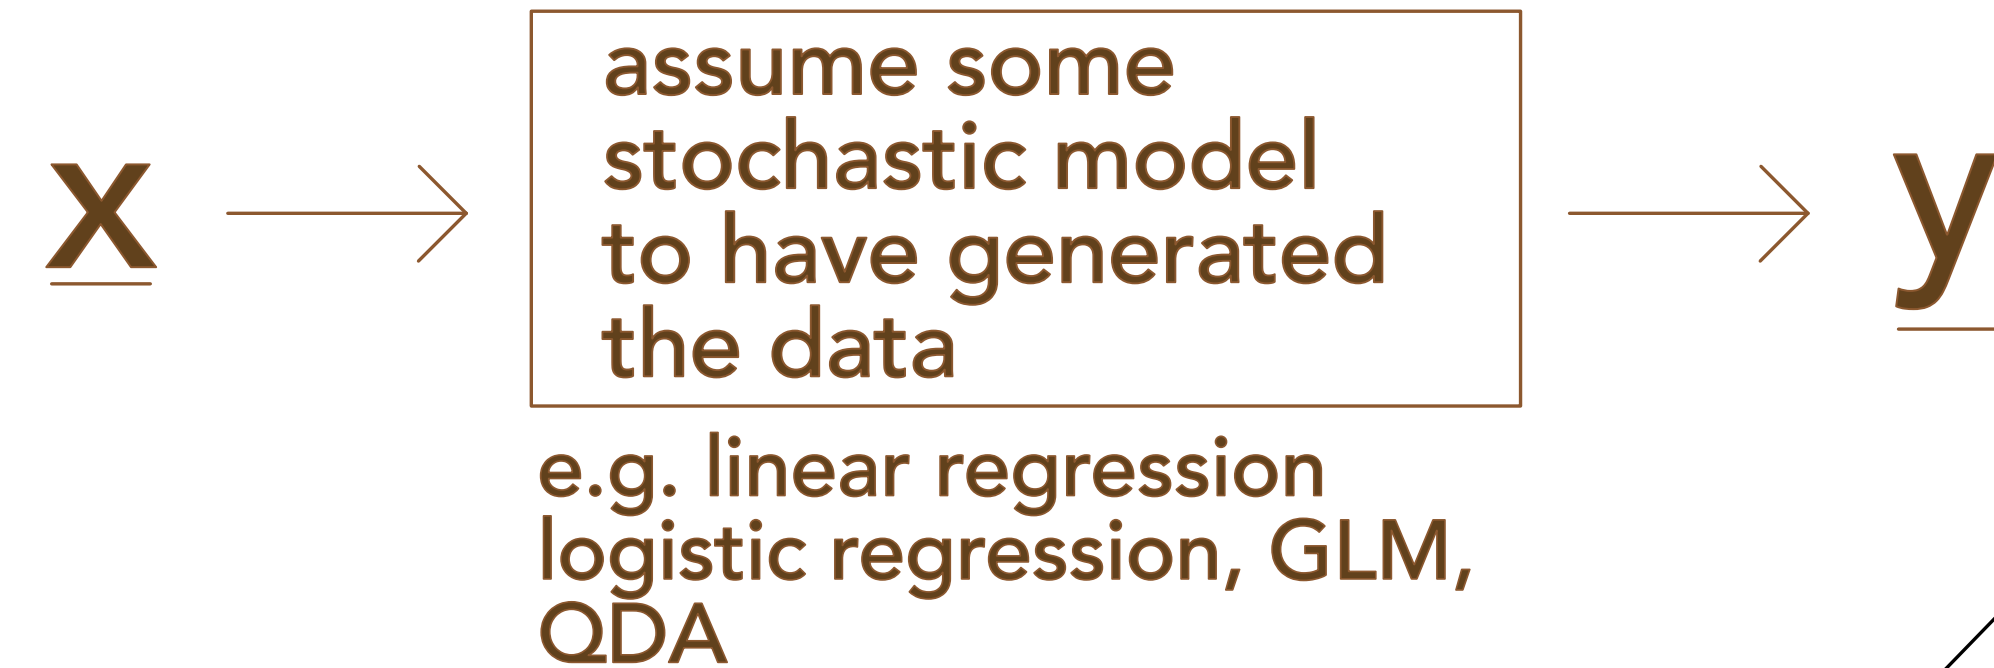 x
assume some
stochastic model
to have generated
the data
y
e.g. linear regression
logistic regression, GLM,
QDA